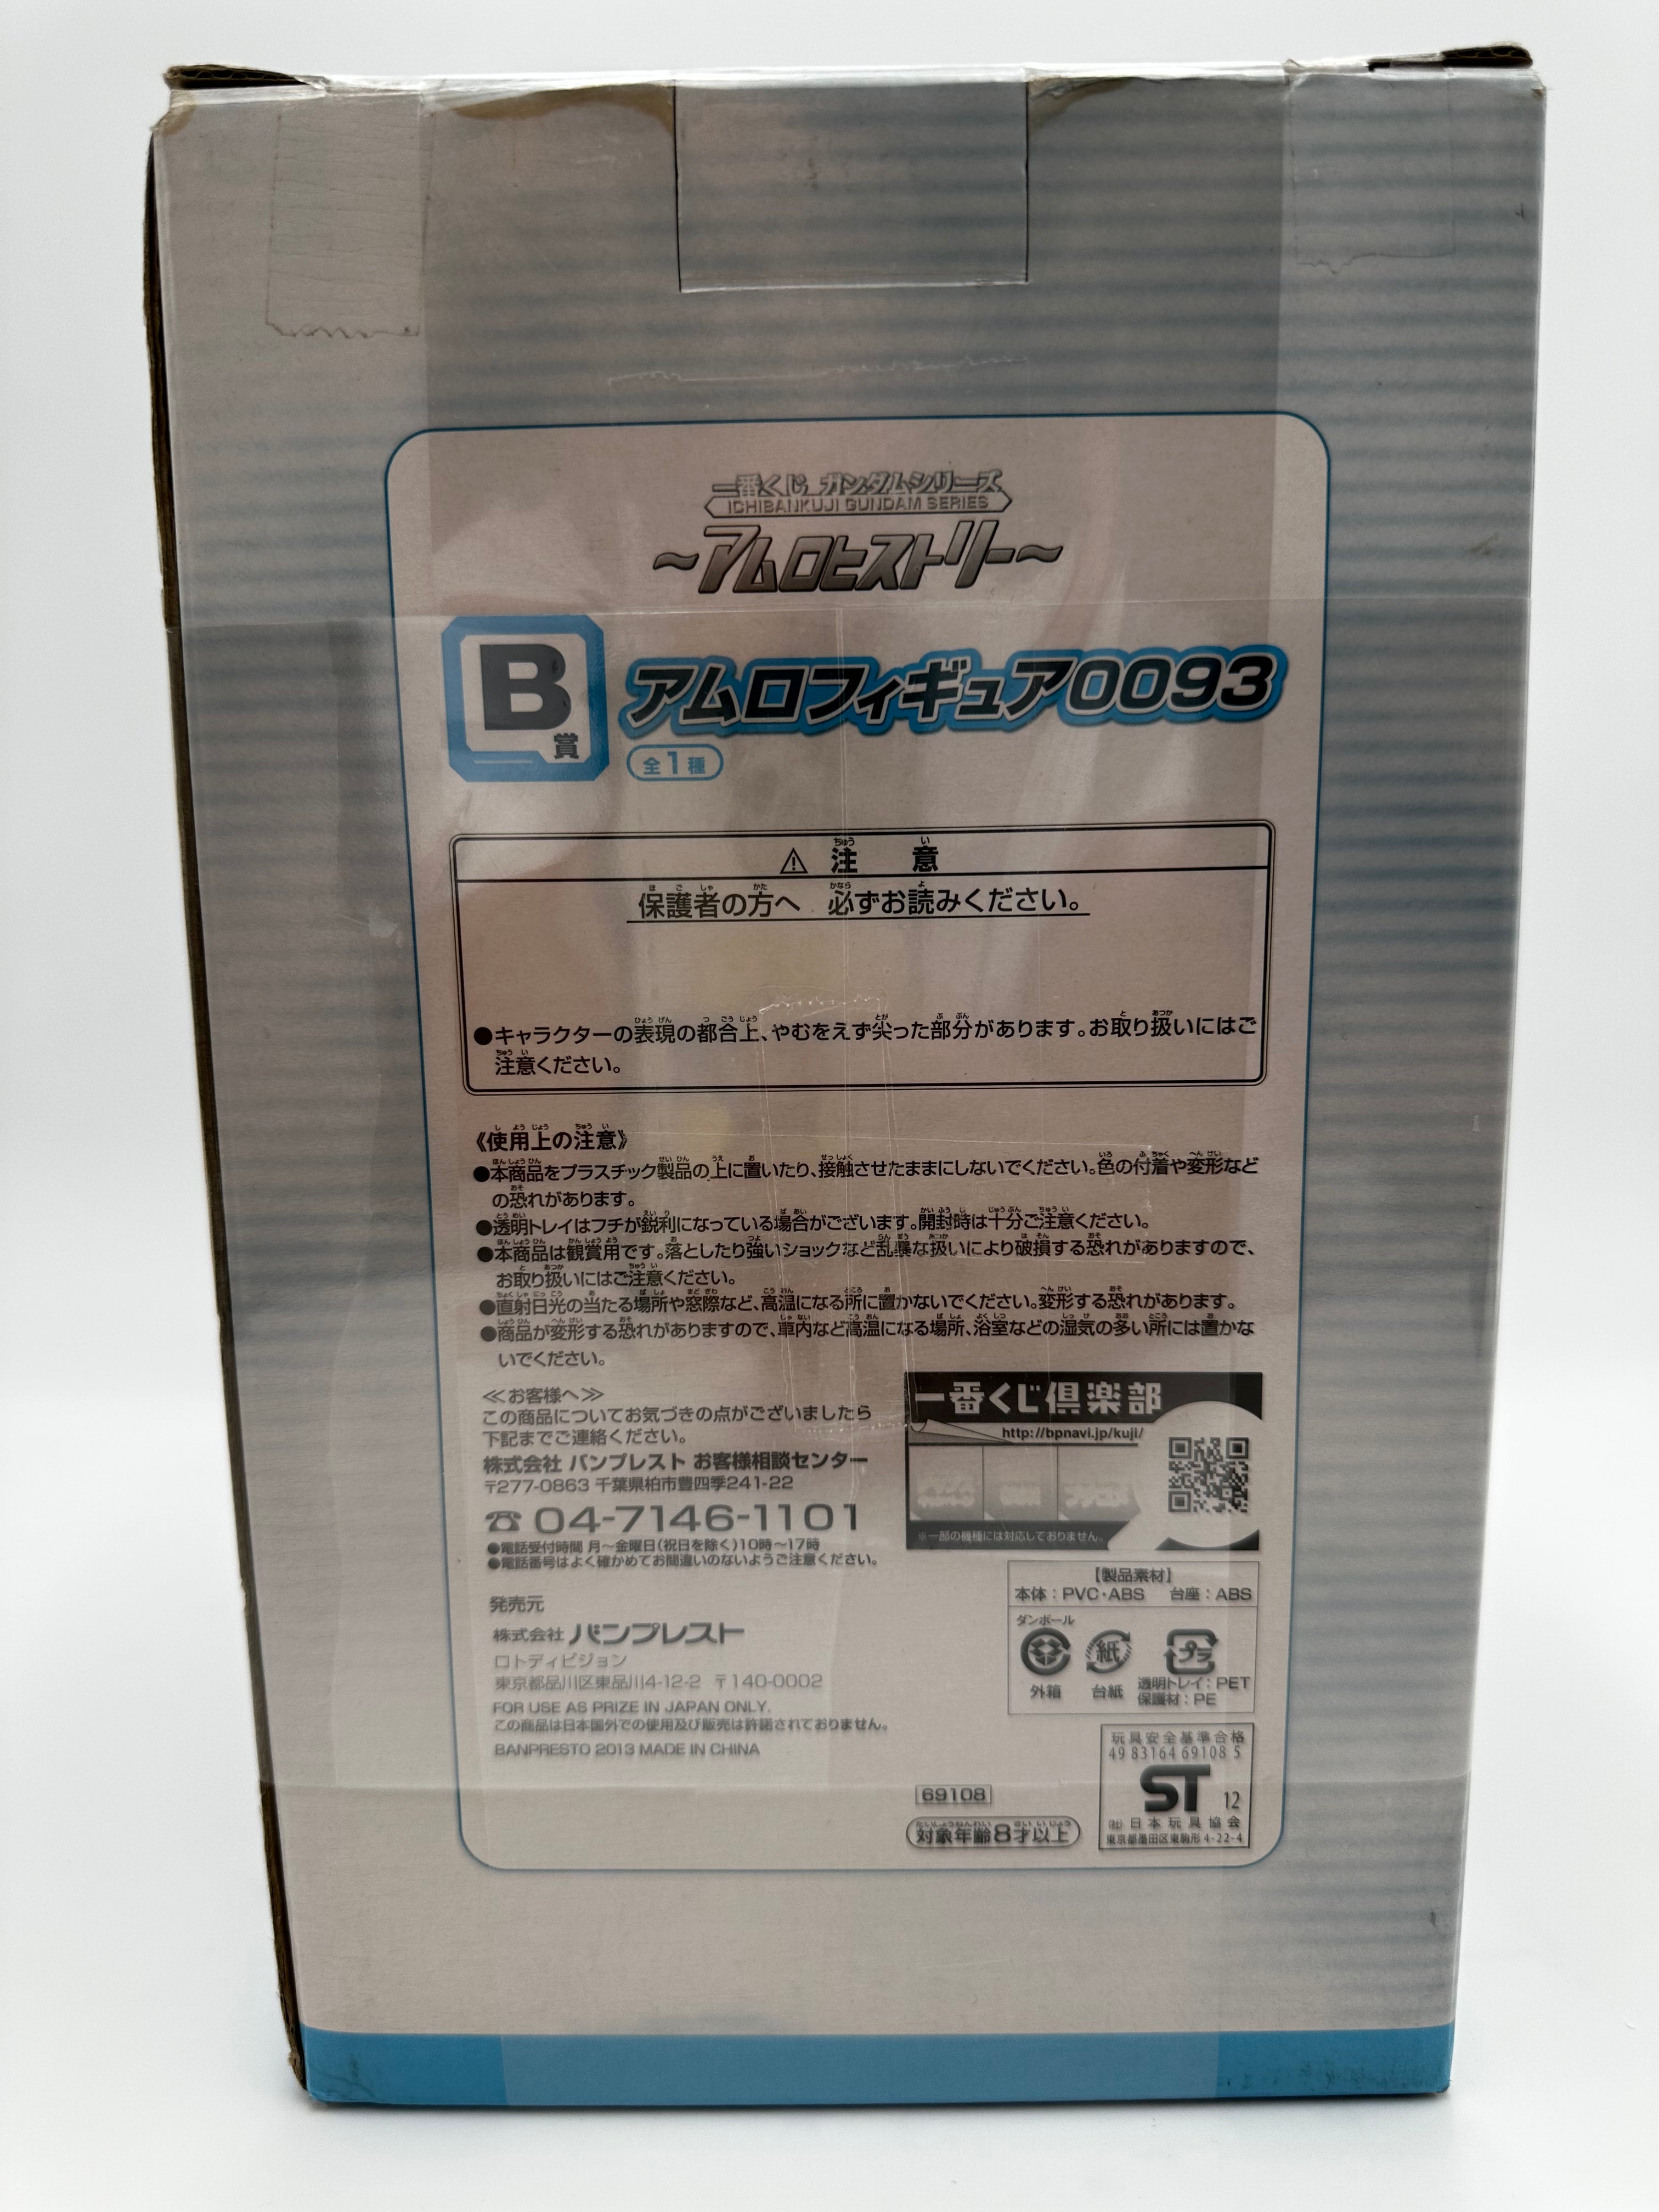 一番くじ ガンダムシリーズ
ICHIBANKUJI GUNDAM SERIES
～アムロヒストリー～
B賞
アムロフィギュア0093
全1種
⚠ 注意
保護者の方へ 必ずお読みください。
●キャラクターの表現の都合上、やむをえず尖った部分があります。お取り扱いにはご
注意ください。
《使用上の注意》
●本商品をプラスチック製品の上に置いたり、接触させたままにしないでください。色の付着や変形など
の恐れがあります。
●透明トレイはフチが鋭利になっている場合がございます。開封時は十分ご注意ください。
●本商品は観賞用です。落としたり強いショックなど乱暴な扱いにより破損する恐れがありますので、
お取り扱いにはご注意ください。
●直射日光の当たる場所や窓際など、高温になる所に置かないでください。変形する恐れがあります。
●商品が変形する恐れがありますので、車内など高温になる場所、浴室などの湿気の多い所には置かな
いでください。
≪お客様へ≫
この商品についてお気づきの点がございましたら
下記までご連絡ください。
株式会社 バンプレスト お客様相談センター
〒277-0863 千葉県柏市豊四季241-22
☎ 04-7146-1101
●電話受付時間 月～金曜日(祝日を除く)10時～17時
●電話番号はよく確かめてお間違いのないようご注意ください。
発売元
株式会社 バンプレスト
ロトディビジョン
東京都品川区東品川4-12-2 〒140-0002
FOR USE AS PRIZE IN JAPAN ONLY.
この商品は日本国外での使用及び販売は許諾されておりません。
BANPRESTO 2013 MADE IN CHINA
一番くじ倶楽部
http://bpnavi.jp/kuji/
※一部の機種には対応しておりません。
【製品素材】
本体：PVC・ABS 台座：ABS
ダンボール
外箱
紙
台紙
プラ
透明トレイ：PET
保護材：PE
玩具安全基準合格
49 83164 69108 5
ST 12
(社)日本玩具協会
東京都墨田区東駒形 4-22-4
69108
対象年齢8才以上